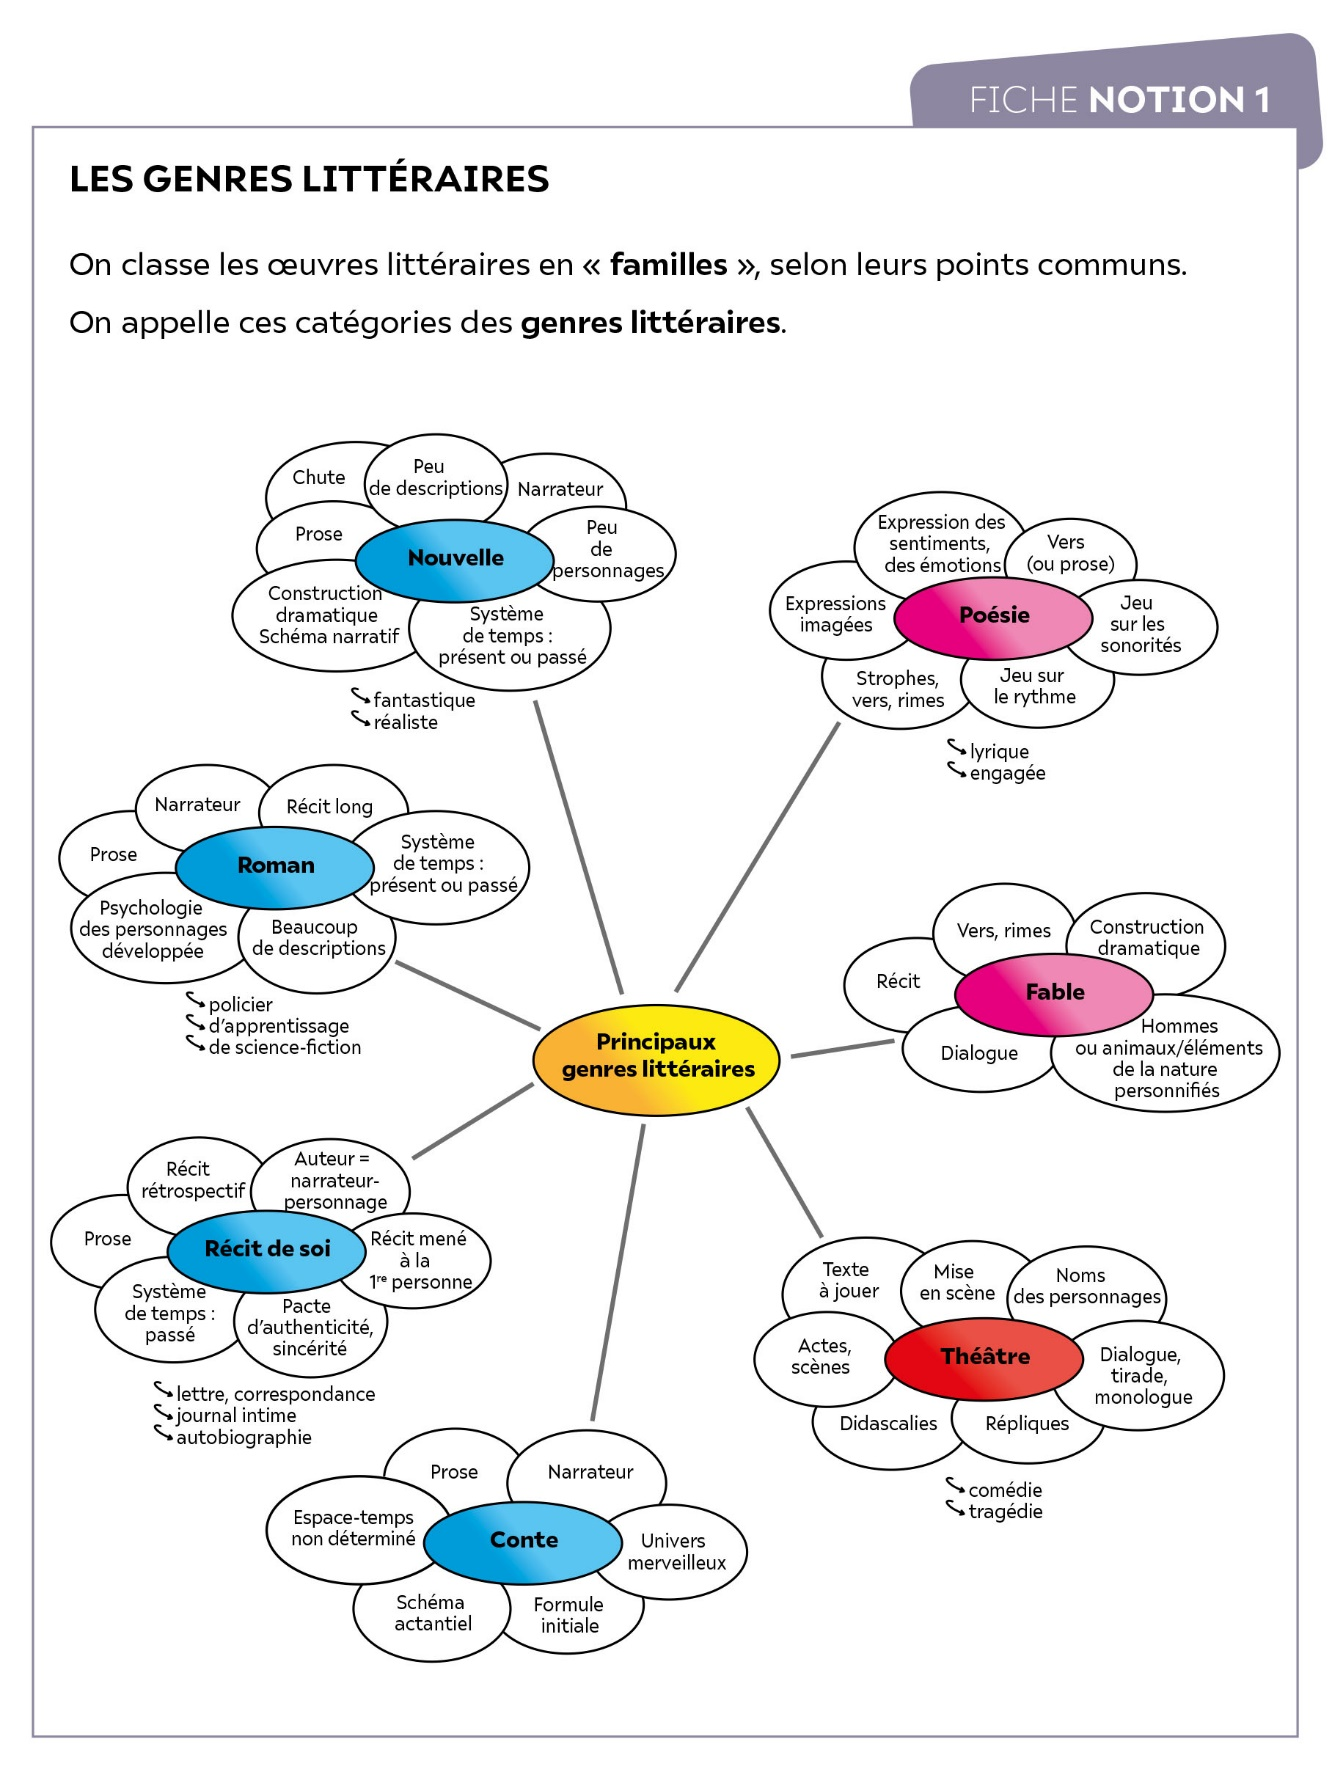 FICHE NOTION 1
LES GENRES LITTÉRAIRES
On classe les œuvres littéraires en « familles », selon leurs points communs.
On appelle ces catégories des genres littéraires.
Chute
Peu
de descriptions
Narrateur
Prose
Nouvelle
Peu
de
personnages
Construction
dramatique
Schéma narratif
Système
de temps :
présent ou passé
fantastique
réaliste
Expression des
sentiments,
des émotions
Vers
(ou prose)
Expressions
imagées
Poésie
Jeu
sur les
sonorités
Strophes,
vers, rimes
Jeu sur
le rythme
lyrique
engagée
Narrateur
Récit long
Prose
Roman
Système
de temps :
présent ou passé
Psychologie
des personnages
développée
Beaucoup
de descriptions
policier
d'apprentissage
de science-fiction
Vers, rimes
Construction
dramatique
Récit
Fable
Dialogue
Hommes
ou animaux/éléments
de la nature
personnifiés
Principaux
genres littéraires
Récit
rétrospectif
Auteur =
narrateur-
personnage
Prose
Récit de soi
Récit mené
à la
1re personne
Système
de temps :
passé
Pacte
d'authenticité,
sincérité
lettre, correspondance
journal intime
autobiographie
Texte
à jouer
Mise
en scène
Noms
des personnages
Actes,
scènes
Théâtre
Dialogue,
tirade,
monologue
Didascalies
Répliques
comédie
tragédie
Prose
Narrateur
Espace-temps
non déterminé
Conte
Univers
merveilleux
Schéma
actantiel
Formule
initiale